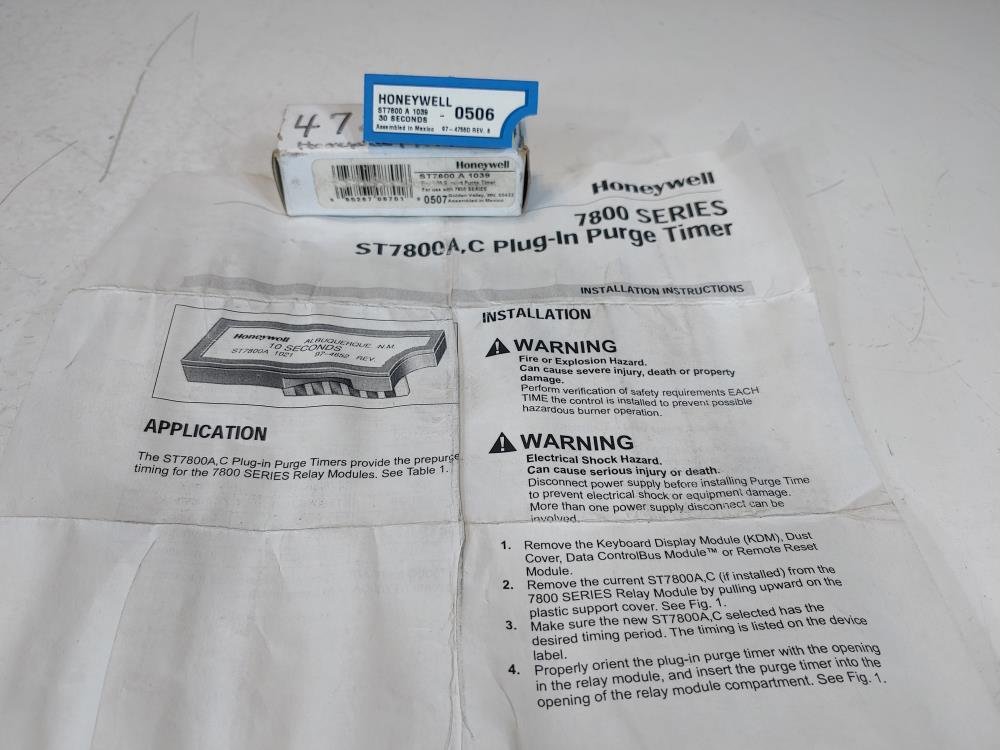 HONEYWELL
ST7800 A 1039
30 SECONDS - 0506
Assembled in Mexico 97-4755D REV. 8
47
Honeywell
ST7800 A 1039
Purge Timer
For use with 7800 SERIES
Golden Valley, MN. 55422
0507 Assembled in Mexico
Honeywell
7800 SERIES
ST7800A,C Plug-In Purge Timer
INSTALLATION INSTRUCTIONS
Honeywell ALBUQUERQUE N.M.
10 SECONDS
ST7800A 1021 97-4652 REV.
APPLICATION
The ST7800A,C Plug-in Purge Timers provide the prepurge
timing for the 7800 SERIES Relay Modules. See Table 1.
INSTALLATION
WARNING
Fire or Explosion Hazard.
Can cause severe injury, death or property
damage.
Perform verification of safety requirements EACH
TIME the control is installed to prevent possible
hazardous burner operation.
WARNING
Electrical Shock Hazard.
Can cause serious injury or death.
Disconnect power supply before installing Purge Time
to prevent electrical shock or equipment damage.
More than one power supply disconnect can be
involved.
1. Remove the Keyboard Display Module (KDM), Dust
Cover, Data ControlBus Module™ or Remote Reset
Module.
2. Remove the current ST7800A,C (if installed) from the
7800 SERIES Relay Module by pulling upward on the
plastic support cover. See Fig. 1.
3. Make sure the new ST7800A,C selected has the
desired timing period. The timing is listed on the device
label.
4. Properly orient the plug-in purge timer with the opening
in the relay module, and insert the purge timer into the
opening of the relay module compartment. See Fig. 1.